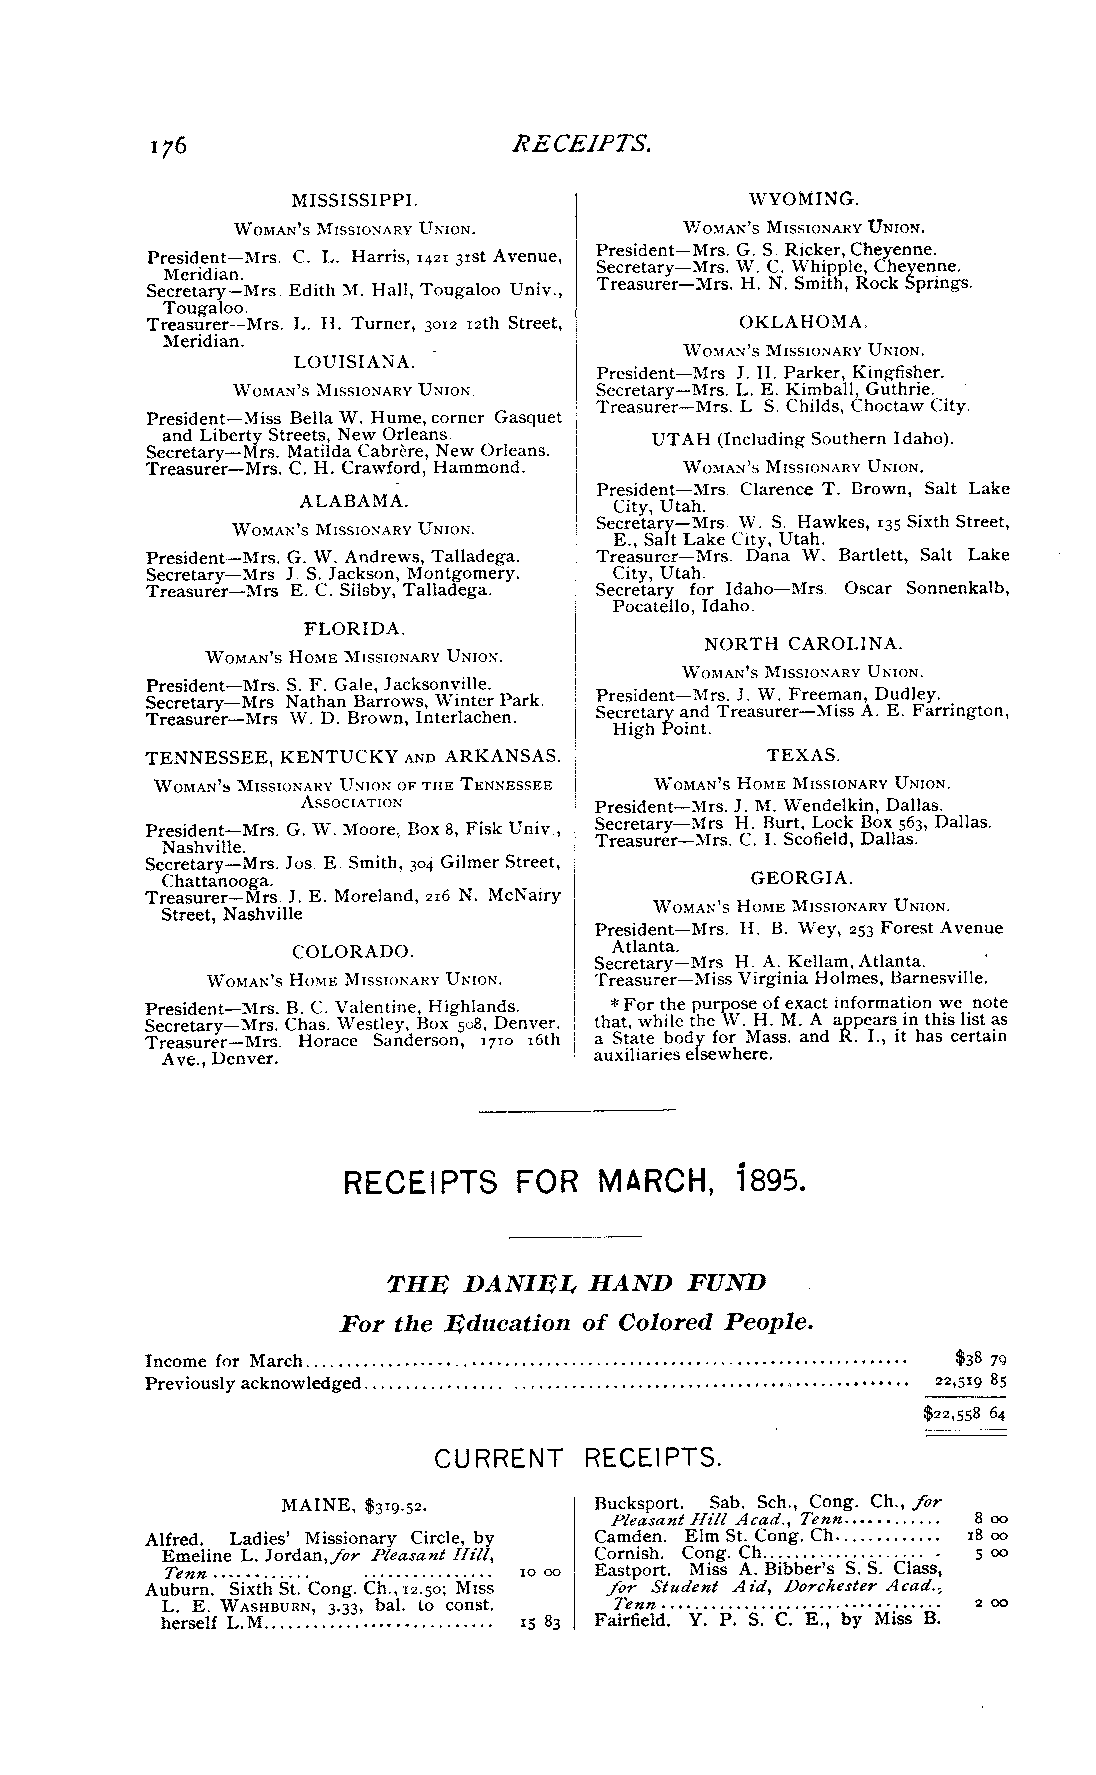 176 RECEIPTS.
MISSISSIPPI.
WOMAN'S MISSIONARY UNION.
President—Mrs. C. L. Harris, 1421 31st Avenue,
Meridian.
Secretary—Mrs. Edith M. Hall, Tougaloo Univ.,
Tougaloo.
Treasurer—Mrs. L. H. Turner, 3012 12th Street,
Meridian.
LOUISIANA.
WOMAN'S MISSIONARY UNION.
President—Miss Bella W. Hume, corner Gasquet
and Liberty Streets, New Orleans.
Secretary—Mrs. Matilda Cabrère, New Orleans.
Treasurer—Mrs. C. H. Crawford, Hammond.
ALABAMA.
WOMAN'S MISSIONARY UNION.
President—Mrs. G. W. Andrews, Talladega.
Secretary—Mrs J. S. Jackson, Montgomery.
Treasurer—Mrs E. C. Silsby, Talladega.
FLORIDA.
WOMAN'S HOME MISSIONARY UNION.
President—Mrs. S. F. Gale, Jacksonville.
Secretary—Mrs Nathan Barrows, Winter Park.
Treasurer—Mrs W. D. Brown, Interlachen.
TENNESSEE, KENTUCKY AND ARKANSAS.
WOMAN'S MISSIONARY UNION OF THE TENNESSEE
ASSOCIATION
President—Mrs. G. W. Moore, Box 8, Fisk Univ.,
Nashville.
Secretary—Mrs. Jos. E. Smith, 304 Gilmer Street,
Chattanooga.
Treasurer—Mrs. J. E. Moreland, 216 N. McNairy
Street, Nashville
COLORADO.
WOMAN'S HOME MISSIONARY UNION.
President—Mrs. B. C. Valentine, Highlands.
Secretary—Mrs. Chas. Westley, Box 508, Denver.
Treasurer—Mrs. Horace Sanderson, 1710 16th
Ave., Denver.
WYOMING.
WOMAN'S MISSIONARY UNION.
President—Mrs. G. S. Ricker, Cheyenne.
Secretary—Mrs. W. C. Whipple, Cheyenne.
Treasurer—Mrs. H. N. Smith, Rock Springs.
OKLAHOMA.
WOMAN'S MISSIONARY UNION.
President—Mrs J. H. Parker, Kingfisher.
Secretary—Mrs. L. E. Kimball, Guthrie.
Treasurer—Mrs. L S. Childs, Choctaw City.
UTAH (Including Southern Idaho).
WOMAN'S MISSIONARY UNION.
President—Mrs. Clarence T. Brown, Salt Lake
City, Utah.
Secretary—Mrs. W. S. Hawkes, 135 Sixth Street,
E., Salt Lake City, Utah.
Treasurer—Mrs. Dana W. Bartlett, Salt Lake
City, Utah.
Secretary for Idaho—Mrs. Oscar Sonnenkalb,
Pocatello, Idaho.
NORTH CAROLINA.
WOMAN'S MISSIONARY UNION.
President—Mrs. J. W. Freeman, Dudley.
Secretary and Treasurer—Miss A. E. Farrington,
High Point.
TEXAS.
WOMAN'S HOME MISSIONARY UNION.
President—Mrs. J. M. Wendelkin, Dallas.
Secretary—Mrs H. Burt, Lock Box 563, Dallas.
Treasurer—Mrs. C. I. Scofield, Dallas.
GEORGIA.
WOMAN'S HOME MISSIONARY UNION.
President—Mrs. H. B. Wey, 253 Forest Avenue
Atlanta.
Secretary—Mrs H. A. Kellam, Atlanta.
Treasurer—Miss Virginia Holmes, Barnesville.
* For the purpose of exact information we note
that, while the W. H. M. A appears in this list as
a State body for Mass. and R. I., it has certain
auxiliaries elsewhere.
RECEIPTS FOR MARCH, 1895.
THE DANIEL HAND FUND
For the Education of Colored People.
Income for March.................... $38 79
Previously acknowledged.................... 22,519 85
$22,558 64
CURRENT RECEIPTS.
MAINE, $319.52.
Alfred. Ladies' Missionary Circle, by
Emeline L. Jordan, for Pleasant Hill,
Tenn.................... 10 00
Auburn. Sixth St. Cong. Ch., 12.50; Miss
L. E. WASHBURN, 3.33, bal. to const.
herself L.M.................... 15 83
Bucksport. Sab. Sch., Cong. Ch., for
Pleasant Hill Acad., Tenn............ 8 00
Camden. Elm St. Cong. Ch............. 18 00
Cornish. Cong. Ch.................... 5 00
Eastport. Miss A. Bibber's S. S. Class,
for Student Aid, Dorchester Acad.,
Tenn.................... 2 00
Fairfield. Y. P. S. C. E., by Miss B.